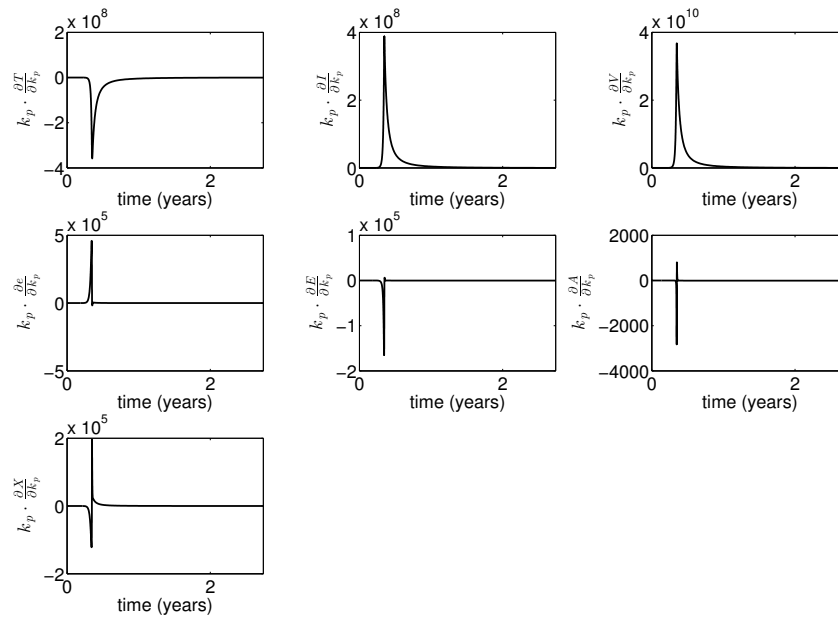 x 10^8
k_p · ∂T/∂k_p
2
0
−2
−4
0
2
time (years)
x 10^8
k_p · ∂I/∂k_p
4
2
0
0
2
time (years)
x 10^10
k_p · ∂V/∂k_p
4
2
0
0
2
time (years)
x 10^5
k_p · ∂e/∂k_p
5
0
−5
0
2
time (years)
x 10^5
k_p · ∂E/∂k_p
1
0
−1
−2
0
2
time (years)
k_p · ∂A/∂k_p
2000
0
−2000
−4000
0
2
time (years)
x 10^5
k_p · ∂X/∂k_p
2
0
−2
0
2
time (years)